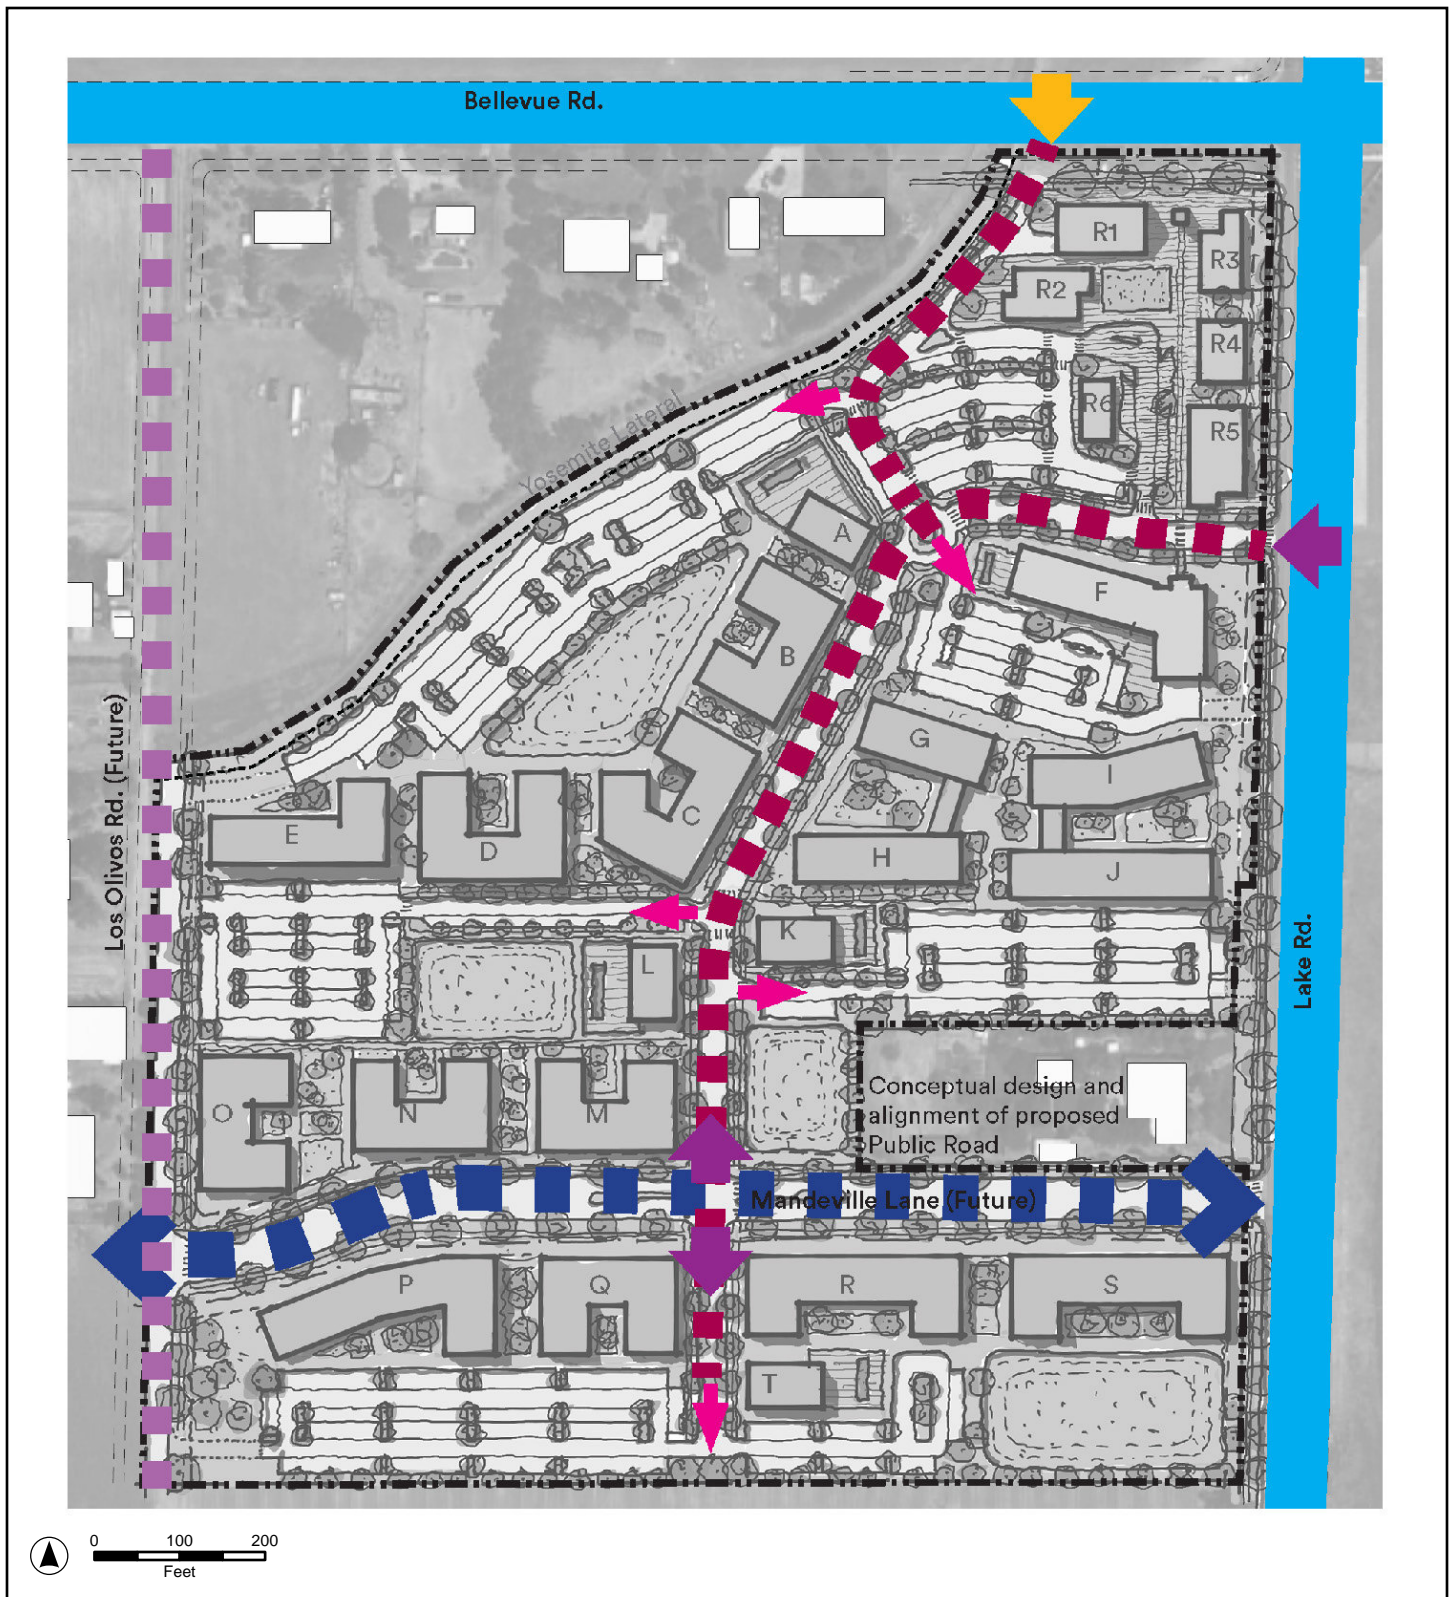 Bellevue Rd.
R1
R3
R2
R4
R6
R5
Yosemite Lateral
A
F
B
G
I
C
E
D
H
J
Los Olivos Rd. (Future)
K
L
Lake Rd.
Conceptual design and
alignment of proposed
Public Road
O
N
M
Mandeville Lane (Future)
P
Q
R
S
T
0 100 200
Feet